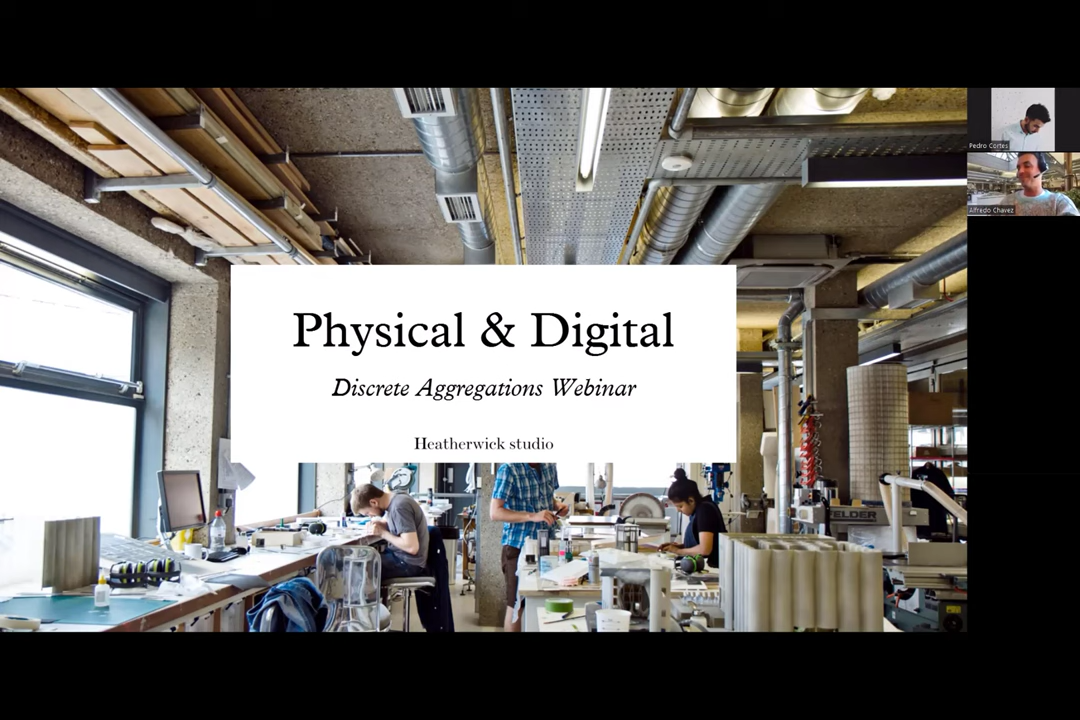 Physical & Digital
Discrete Aggregations Webinar
Heatherwick studio
Pedro Cortes
Alfredo Chavez
FELDER